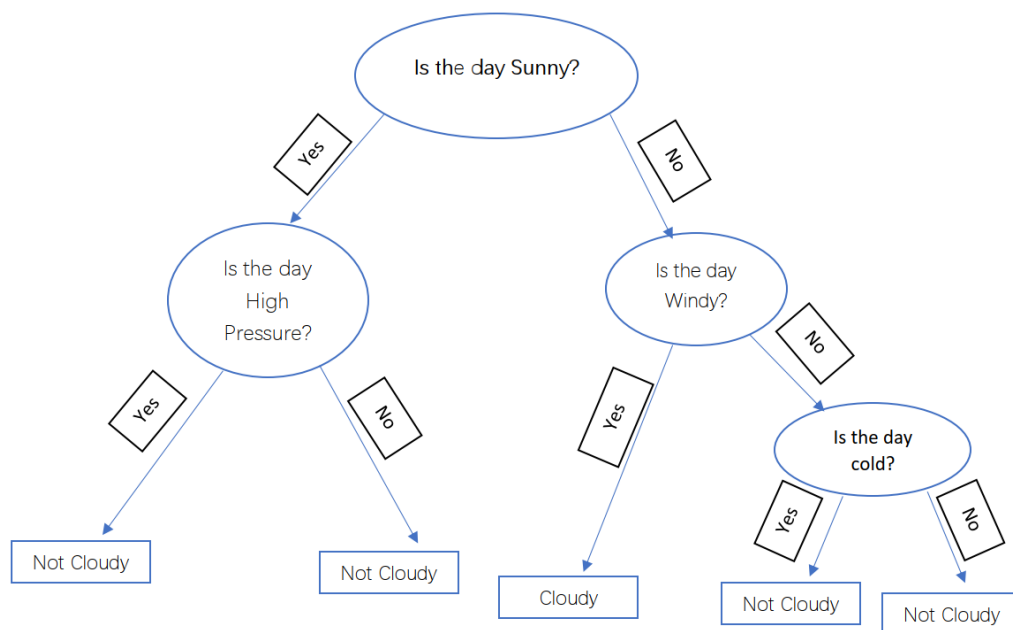 Is the day Sunny?
Yes
No
Is the day
High
Pressure?
Is the day
Windy?
Yes
No
Yes
No
Is the day
cold?
Yes
No
Not Cloudy
Not Cloudy
Cloudy
Not Cloudy
Not Cloudy